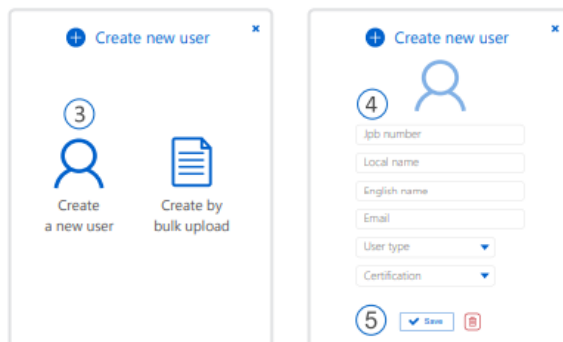 Create new user
3
Create
a new user
Create by
bulk upload
Create new user
4
Job number
Local name
English name
Email
User type
Certification
5
Save